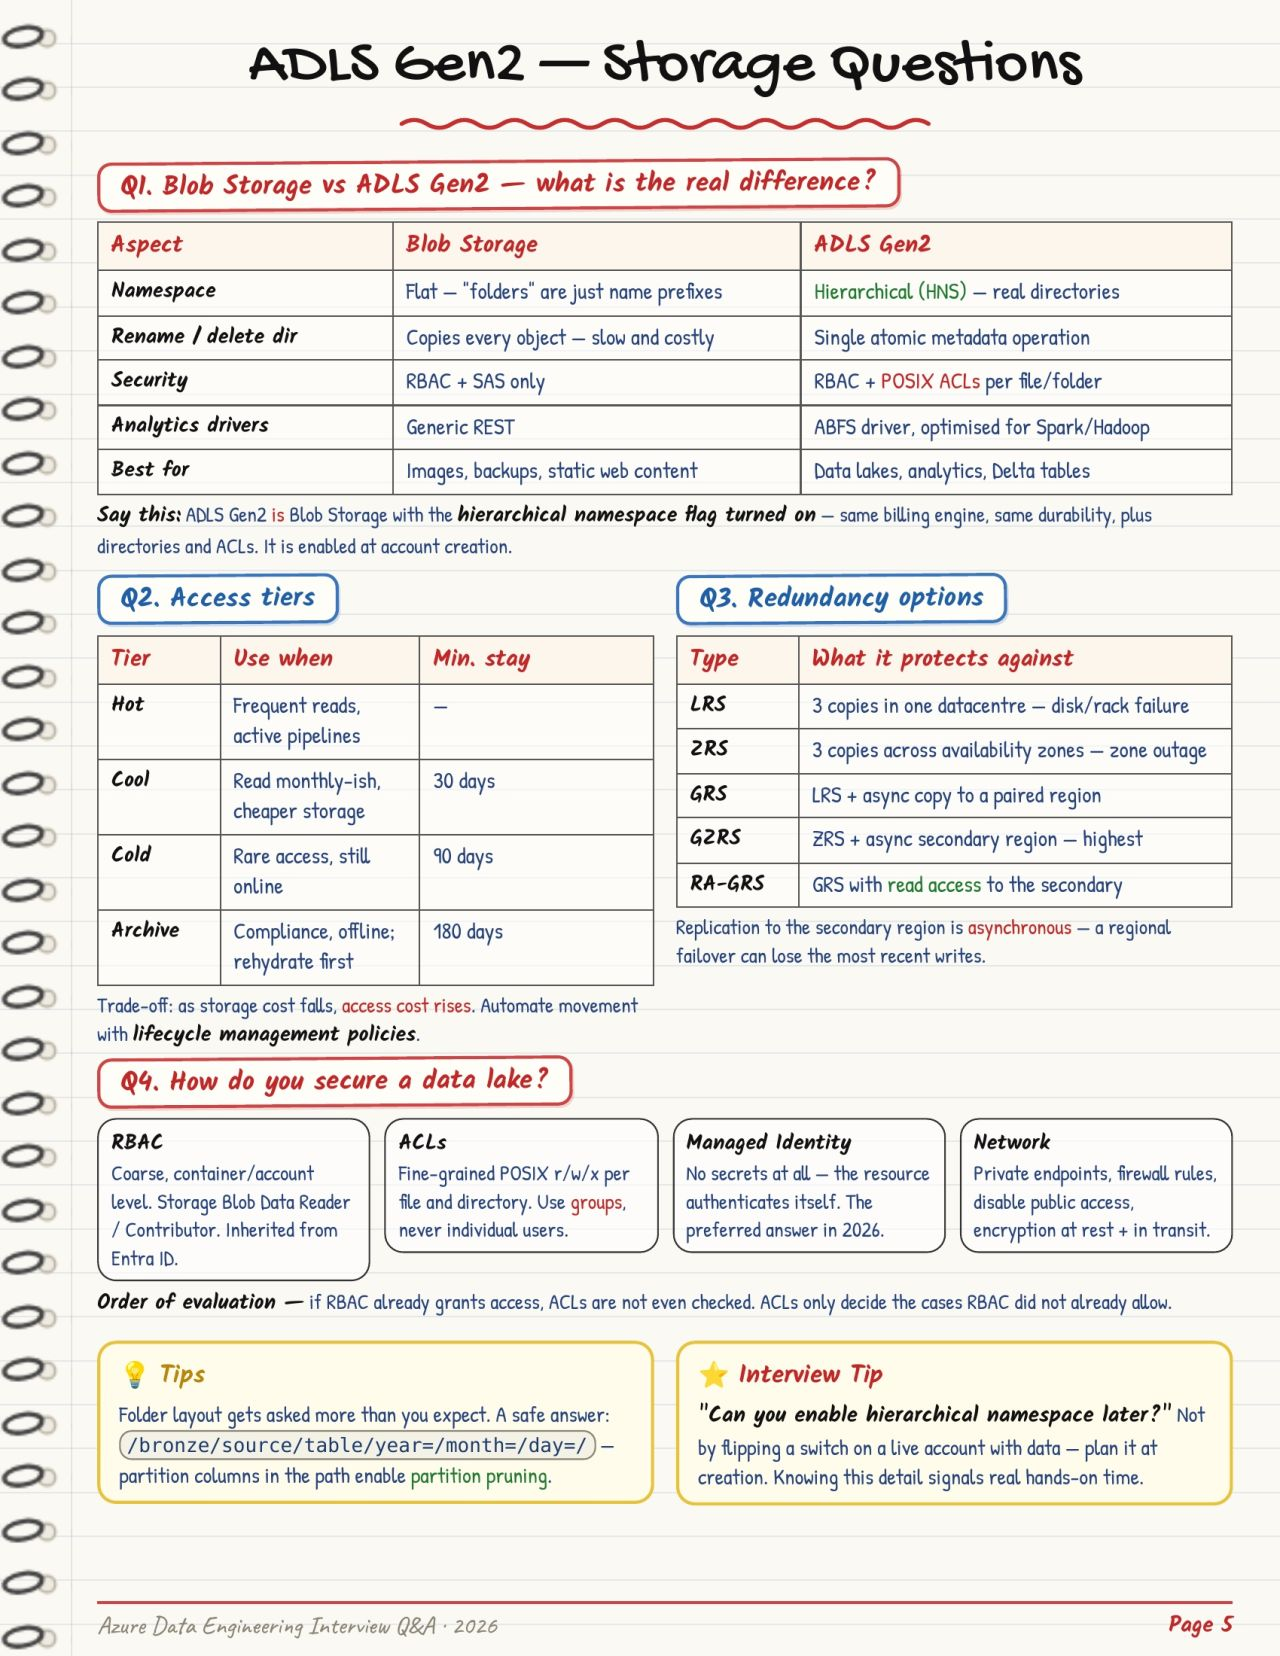 ADLS Gen2 — Storage Questions
Q1. Blob Storage vs ADLS Gen2 — what is the real difference?
Aspect Blob Storage ADLS Gen2
Namespace Flat — "folders" are just name prefixes Hierarchical (HNS) — real directories
Rename / delete dir Copies every object — slow and costly Single atomic metadata operation
Security RBAC + SAS only RBAC + POSIX ACLs per file/folder
Analytics drivers Generic REST ABFS driver, optimised for Spark/Hadoop
Best for Images, backups, static web content Data lakes, analytics, Delta tables
Say this: ADLS Gen2 is Blob Storage with the hierarchical namespace flag turned on — same billing engine, same durability, plus
directories and ACLs. It is enabled at account creation.
Q2. Access tiers
Tier Use when Min. stay
Hot Frequent reads, —
active pipelines
Cool Read monthly-ish, 30 days
cheaper storage
Cold Rare access, still 90 days
online
Archive Compliance, offline; 180 days
rehydrate first
Trade-off: as storage cost falls, access cost rises. Automate movement
with lifecycle management policies.
Q3. Redundancy options
Type What it protects against
LRS 3 copies in one datacentre — disk/rack failure
ZRS 3 copies across availability zones — zone outage
GRS LRS + async copy to a paired region
GZRS ZRS + async secondary region — highest
RA-GRS GRS with read access to the secondary
Replication to the secondary region is asynchronous — a regional
failover can lose the most recent writes.
Q4. How do you secure a data lake?
RBAC
Coarse, container/account
level. Storage Blob Data Reader
/ Contributor. Inherited from
Entra ID.
ACLs
Fine-grained POSIX r/w/x per
file and directory. Use groups,
never individual users.
Managed Identity
No secrets at all — the resource
authenticates itself. The
preferred answer in 2026.
Network
Private endpoints, firewall rules,
disable public access,
encryption at rest + in transit.
Order of evaluation — if RBAC already grants access, ACLs are not even checked. ACLs only decide the cases RBAC did not already allow.
💡 Tips
Folder layout gets asked more than you expect. A safe answer:
/bronze/source/table/year=/month=/day=/ —
partition columns in the path enable partition pruning.
⭐ Interview Tip
"Can you enable hierarchical namespace later?" Not
by flipping a switch on a live account with data — plan it at
creation. Knowing this detail signals real hands-on time.
Azure Data Engineering Interview Q&A · 2026
Page 5